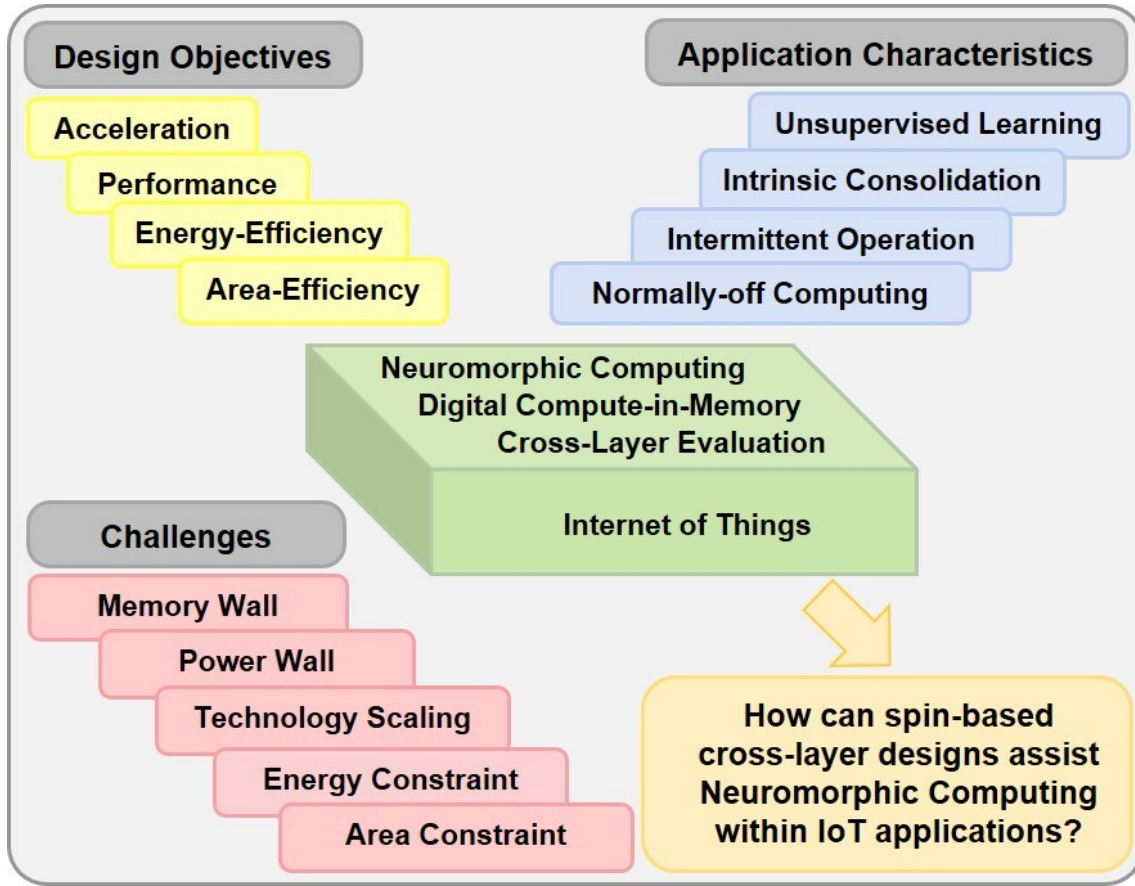 Design Objectives
Acceleration
Performance
Energy-Efficiency
Area-Efficiency
Application Characteristics
Unsupervised Learning
Intrinsic Consolidation
Intermittent Operation
Normally-off Computing
Neuromorphic Computing
Digital Compute-in-Memory
Cross-Layer Evaluation
Internet of Things
Challenges
Memory Wall
Power Wall
Technology Scaling
Energy Constraint
Area Constraint
How can spin-based
cross-layer designs assist
Neuromorphic Computing
within IoT applications?